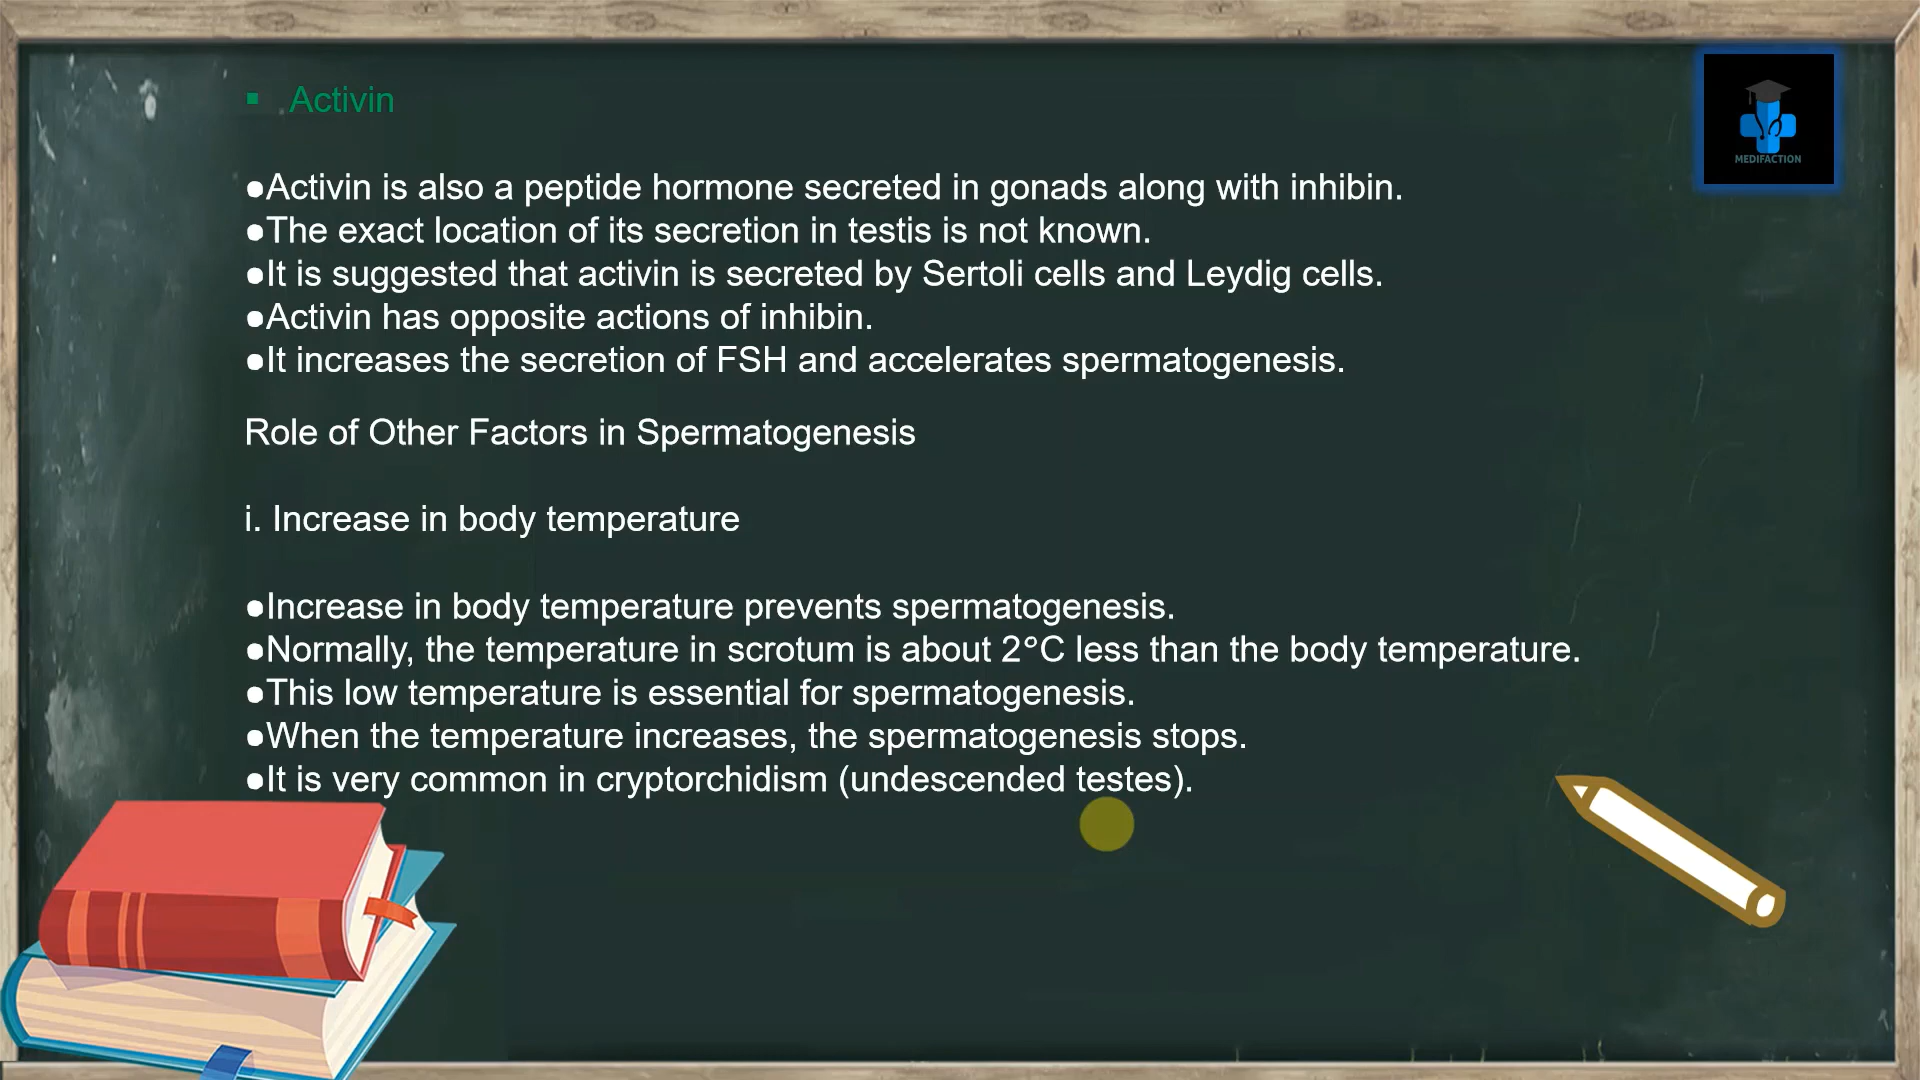 ▪ Activin
MEDIFACTION
●Activin is also a peptide hormone secreted in gonads along with inhibin.
●The exact location of its secretion in testis is not known.
●It is suggested that activin is secreted by Sertoli cells and Leydig cells.
●Activin has opposite actions of inhibin.
●It increases the secretion of FSH and accelerates spermatogenesis.
Role of Other Factors in Spermatogenesis
i. Increase in body temperature
●Increase in body temperature prevents spermatogenesis.
●Normally, the temperature in scrotum is about 2°C less than the body temperature.
●This low temperature is essential for spermatogenesis.
●When the temperature increases, the spermatogenesis stops.
●It is very common in cryptorchidism (undescended testes).